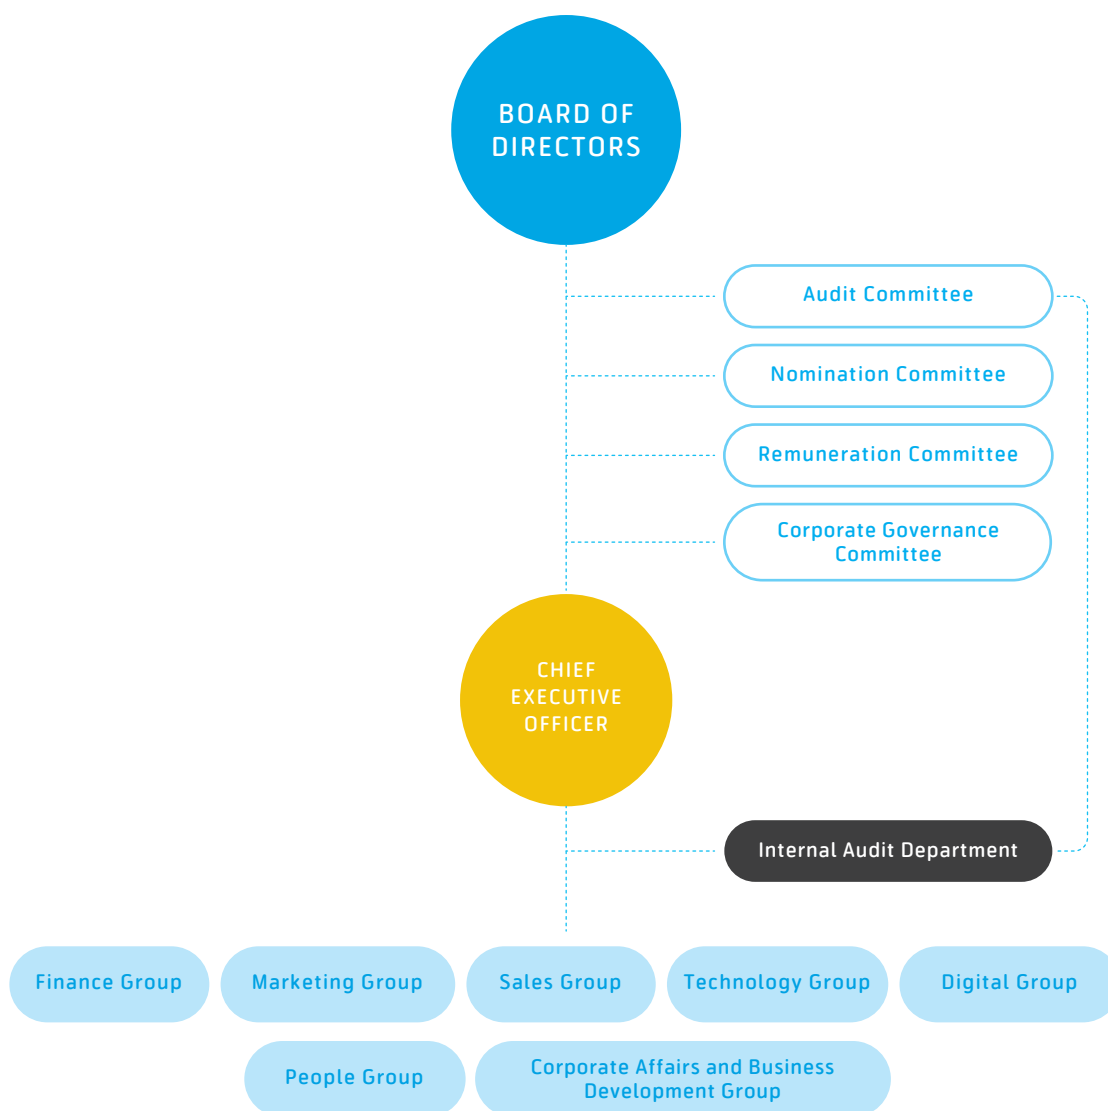 BOARD OF
DIRECTORS
Audit Committee
Nomination Committee
Remuneration Committee
Corporate Governance
Committee
CHIEF
EXECUTIVE
OFFICER
Internal Audit Department
Finance Group
Marketing Group
Sales Group
Technology Group
Digital Group
People Group
Corporate Affairs and Business
Development Group